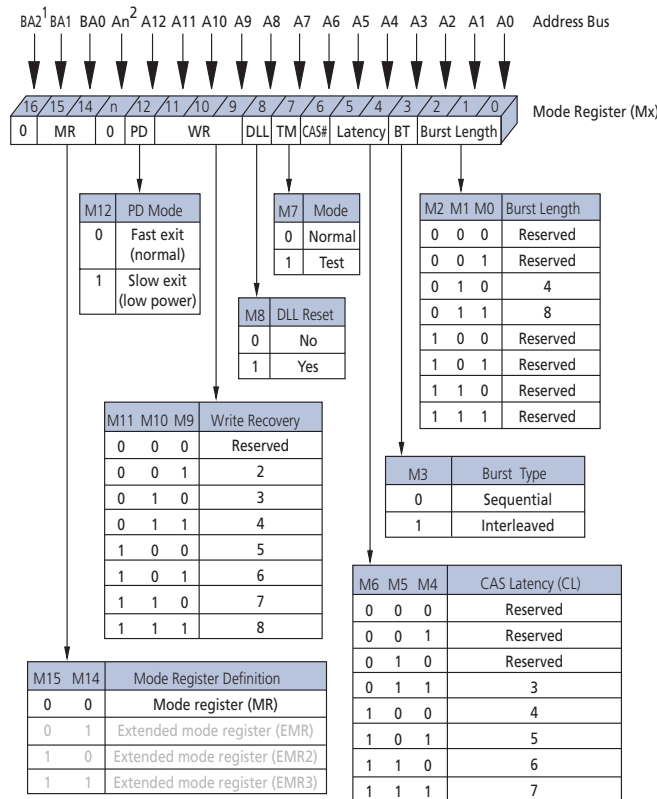 BA2¹ BA1 BA0 An² A12 A11 A10 A9 A8 A7 A6 A5 A4 A3 A2 A1 A0 Address Bus
16 15 14 n 12 11 10 9 8 7 6 5 4 3 2 1 0 Mode Register (Mx)
0 MR 0 PD WR DLL TM CAS# Latency BT Burst Length
M12 PD Mode
0 Fast exit
(normal)
1 Slow exit
(low power)
M7 Mode
0 Normal
1 Test
M2 M1 M0 Burst Length
0 0 0 Reserved
0 0 1 Reserved
0 1 0 4
0 1 1 8
1 0 0 Reserved
1 0 1 Reserved
1 1 0 Reserved
1 1 1 Reserved
M8 DLL Reset
0 No
1 Yes
M11 M10 M9 Write Recovery
0 0 0 Reserved
0 0 1 2
0 1 0 3
0 1 1 4
1 0 0 5
1 0 1 6
1 1 0 7
1 1 1 8
M3 Burst Type
0 Sequential
1 Interleaved
M6 M5 M4 CAS Latency (CL)
0 0 0 Reserved
0 0 1 Reserved
0 1 0 Reserved
0 1 1 3
1 0 0 4
1 0 1 5
1 1 0 6
1 1 1 7
M15 M14 Mode Register Definition
0 0 Mode register (MR)
0 1 Extended mode register (EMR)
1 0 Extended mode register (EMR2)
1 1 Extended mode register (EMR3)